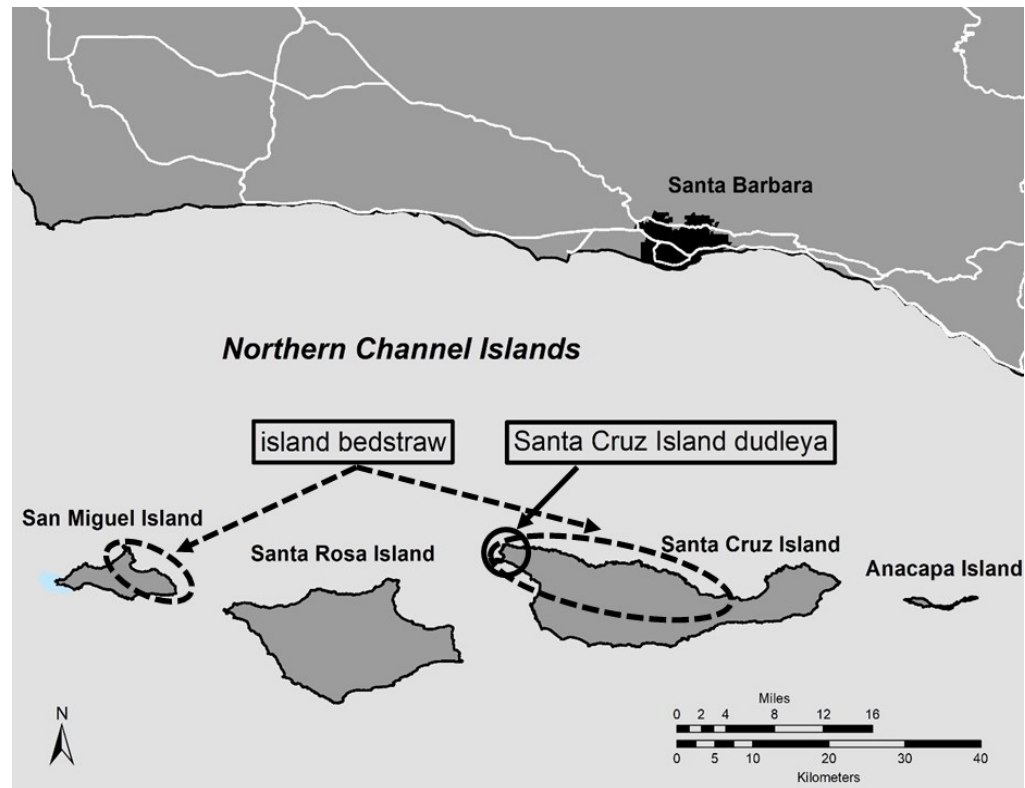 Santa Barbara
Northern Channel Islands
island bedstraw
Santa Cruz Island dudleya
San Miguel Island
Santa Rosa Island
Santa Cruz Island
Anacapa Island
N
Miles
0 2 4 8 12 16
0 5 10 20 30 40
Kilometers